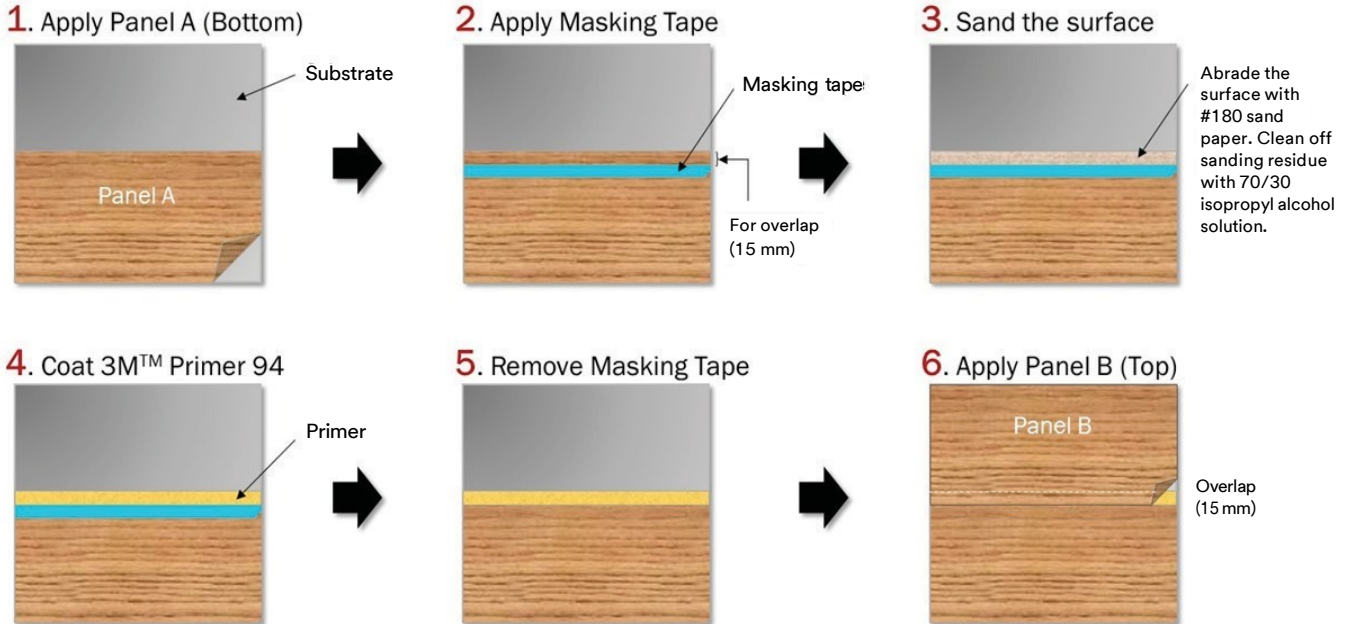 1. Apply Panel A (Bottom)
Substrate
Panel A
2. Apply Masking Tape
Masking tape
For overlap
(15 mm)
3. Sand the surface
Abrade the
surface with
#180 sand
paper. Clean off
sanding residue
with 70/30
isopropyl alcohol
solution.
4. Coat 3M™ Primer 94
Primer
5. Remove Masking Tape
6. Apply Panel B (Top)
Panel B
Overlap
(15 mm)